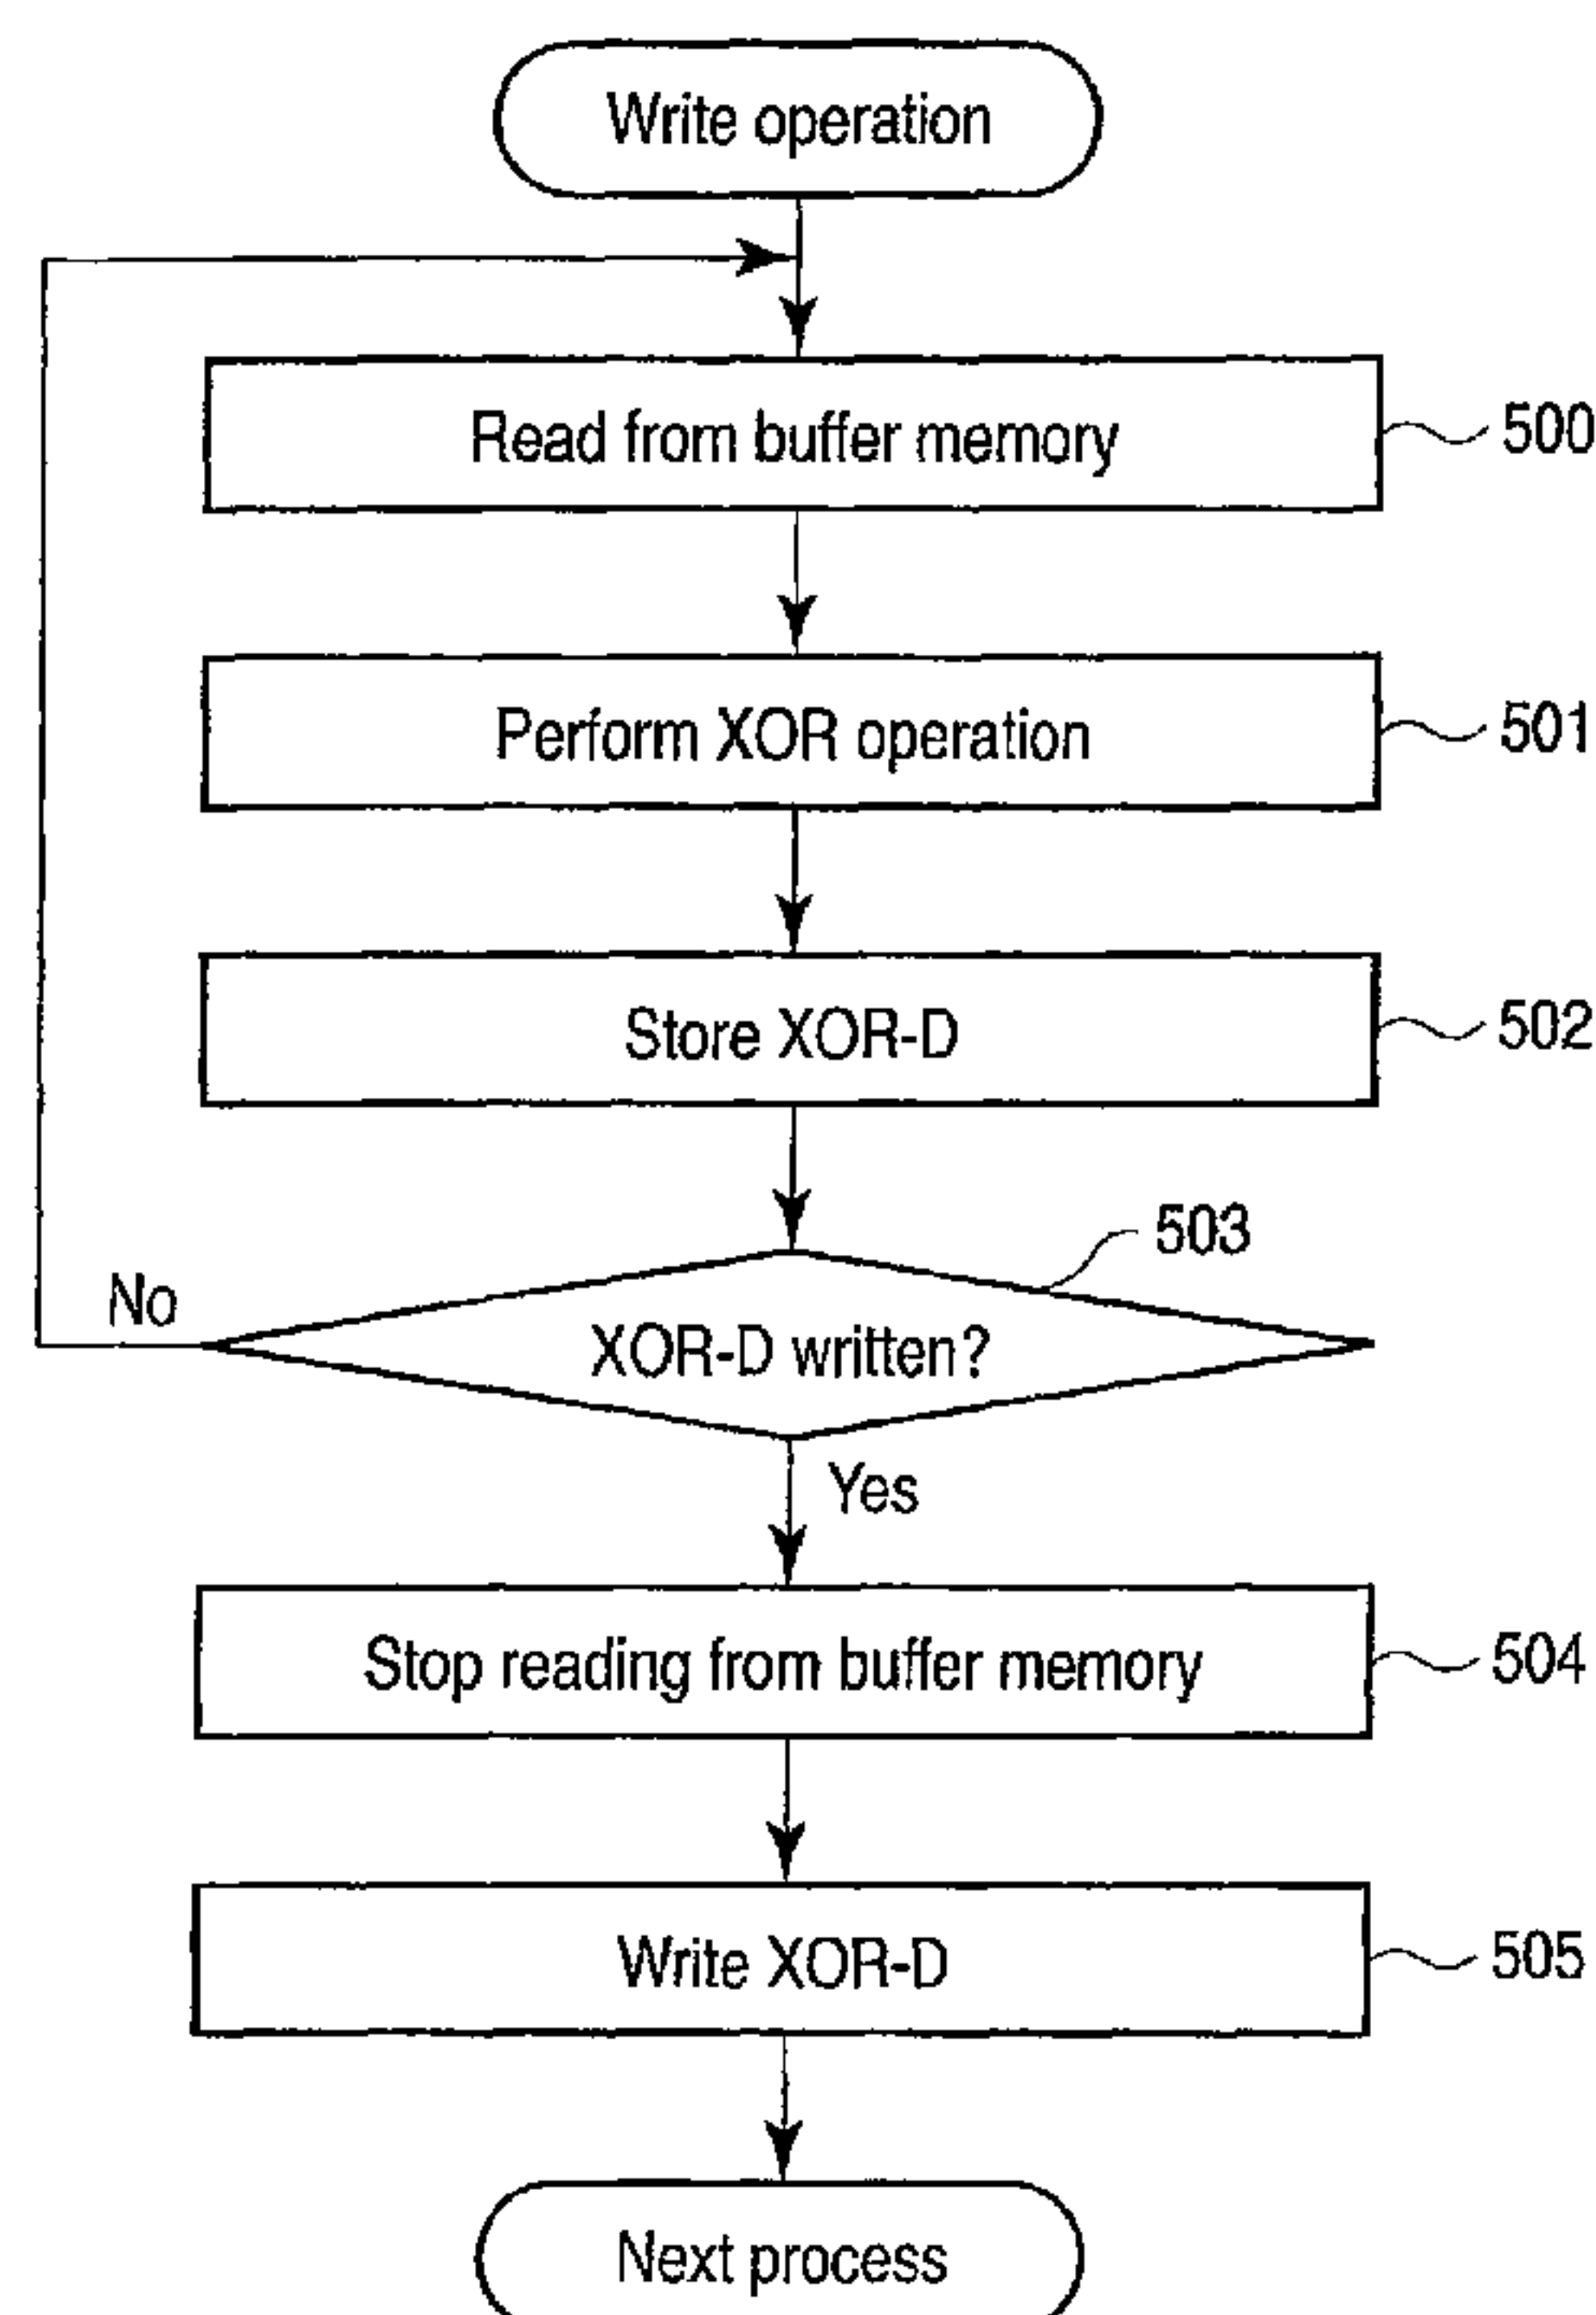 Write operation
Read from buffer memory
500
Perform XOR operation
501
Store XOR-D
502
503
No
XOR-D written?
Yes
Stop reading from buffer memory
504
Write XOR-D
505
Next process